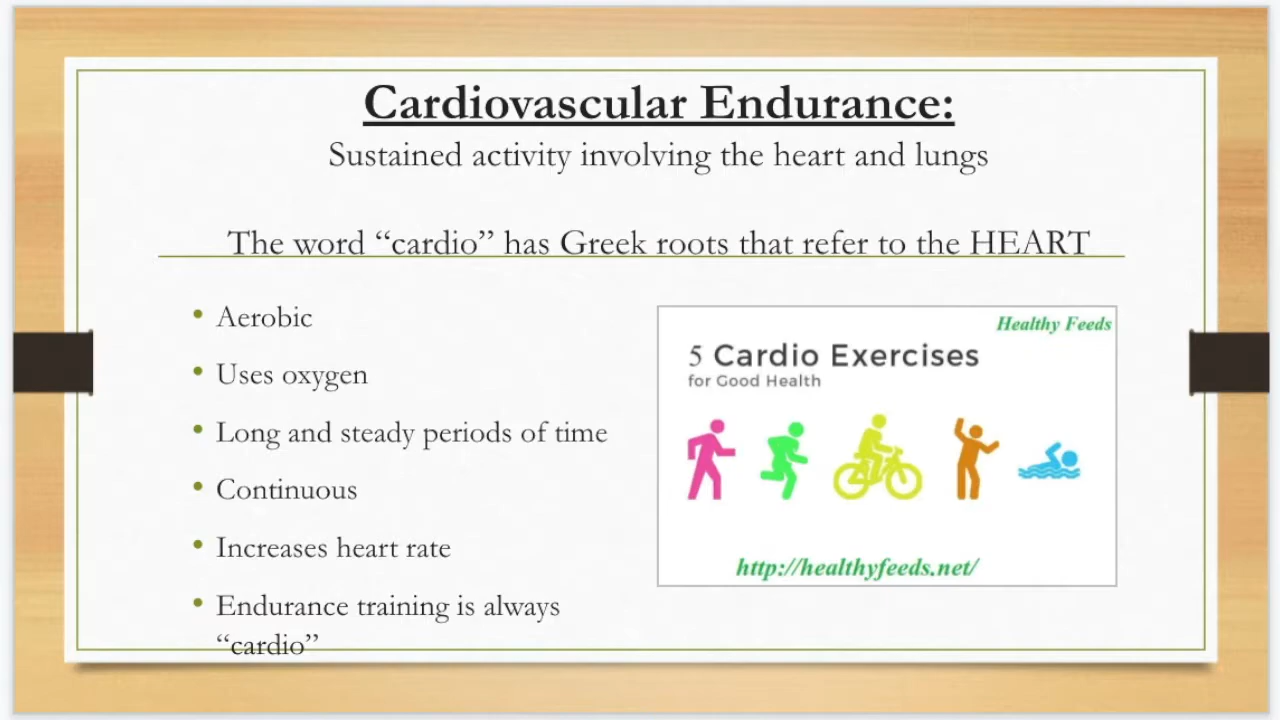 Cardiovascular Endurance:
Sustained activity involving the heart and lungs
The word “cardio” has Greek roots that refer to the HEART
• Aerobic
• Uses oxygen
• Long and steady periods of time
• Continuous
• Increases heart rate
• Endurance training is always
“cardio”
Healthy Feeds
5 Cardio Exercises
for Good Health
http://healthyfeeds.net/